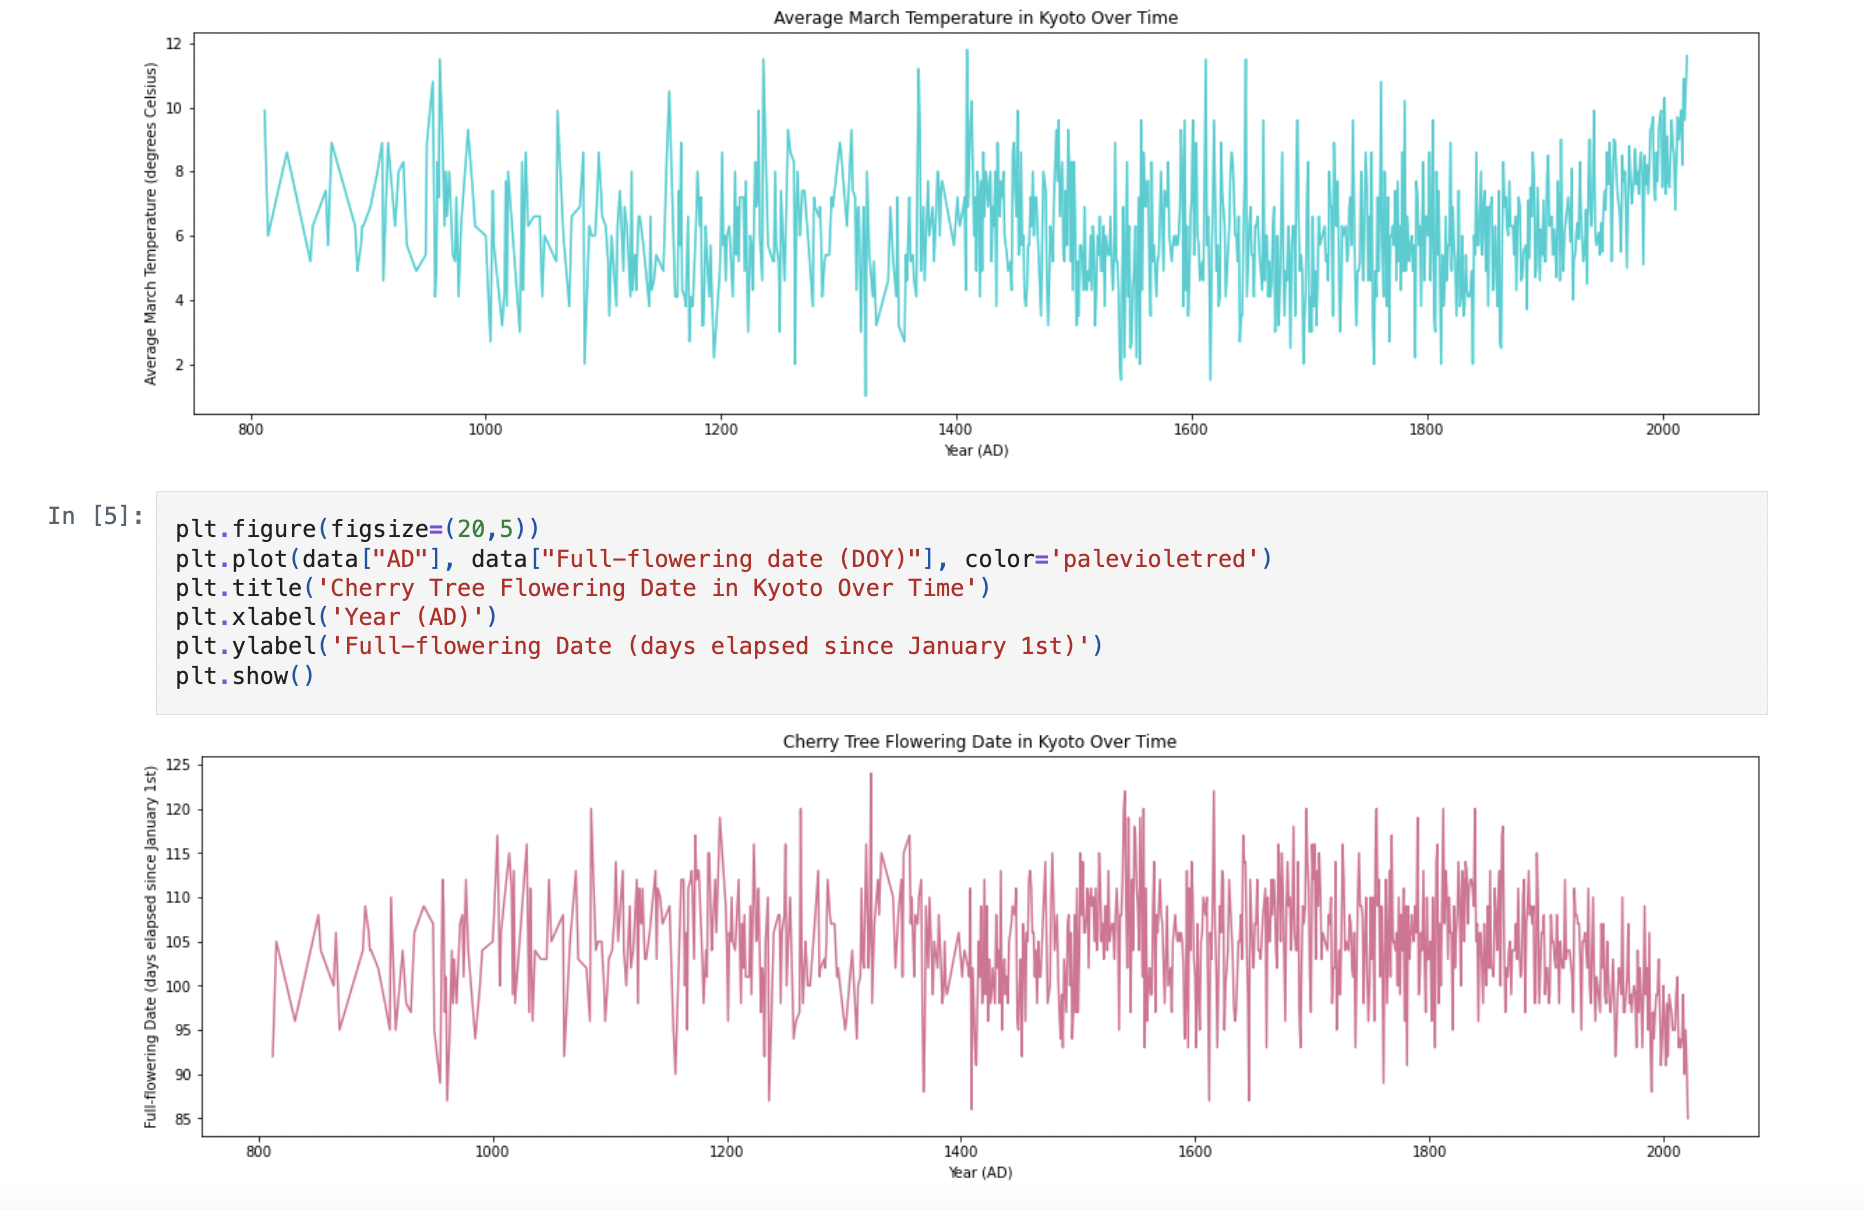 Average March Temperature in Kyoto Over Time
Average March Temperature (degrees Celsius)
12
10
8
6
4
2
800 1000 1200 1400 1600 1800 2000
Year (AD)
In [5]:
plt.figure(figsize=(20,5))
plt.plot(data["AD"], data["Full-flowering date (DOY)"], color='palevioletred')
plt.title('Cherry Tree Flowering Date in Kyoto Over Time')
plt.xlabel('Year (AD)')
plt.ylabel('Full-flowering Date (days elapsed since January 1st)')
plt.show()
Cherry Tree Flowering Date in Kyoto Over Time
Full-flowering Date (days elapsed since January 1st)
125
120
115
110
105
100
95
90
85
800 1000 1200 1400 1600 1800 2000
Year (AD)